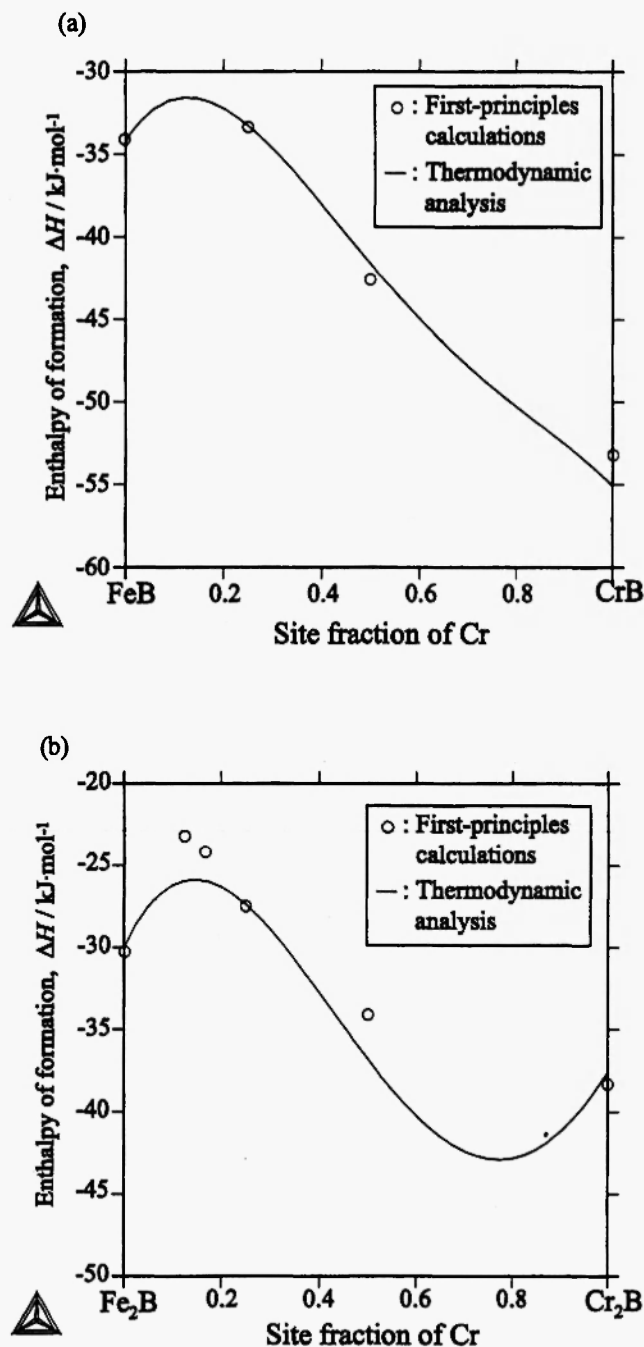 (a)
-30
-35
-40
-45
-50
-55
-60
Enthalpy of formation, ΔH / kJ·mol⁻¹
○ : First-principles
calculations
— : Thermodynamic
analysis
FeB 0.2 0.4 0.6 0.8 CrB
Site fraction of Cr
(b)
-20
-25
-30
-35
-40
-45
-50
Enthalpy of formation, ΔH / kJ·mol⁻¹
○ : First-principles
calculations
— : Thermodynamic
analysis
Fe₂B 0.2 0.4 0.6 0.8 Cr₂B
Site fraction of Cr